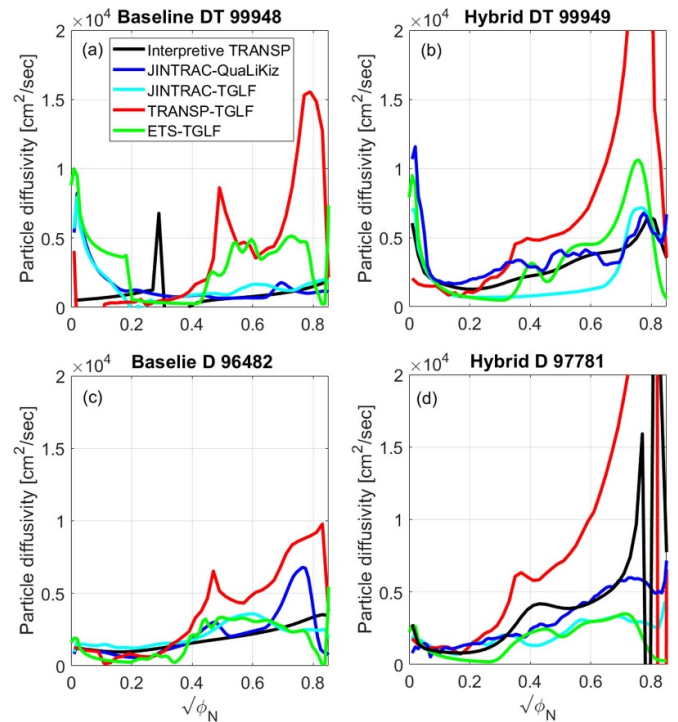 Baseline DT 99948
Hybrid DT 99949
×10⁴
(a)
Interpretive TRANSP
JINTRAC-QuaLiKiz
JINTRAC-TGLF
TRANSP-TGLF
ETS-TGLF
Particle diffusivity [cm²/sec]
2
1.5
1
0.5
0
0
0.2
0.4
0.6
0.8
×10⁴
(b)
Particle diffusivity [cm²/sec]
2
1.5
1
0.5
0
0
0.2
0.4
0.6
0.8
Baselie D 96482
Hybrid D 97781
×10⁴
(c)
Particle diffusivity [cm²/sec]
2
1.5
1
0.5
0
0
0.2
0.4
0.6
0.8
√ϕ_N
×10⁴
(d)
Particle diffusivity [cm²/sec]
2
1.5
1
0.5
0
0
0.2
0.4
0.6
0.8
√ϕ_N